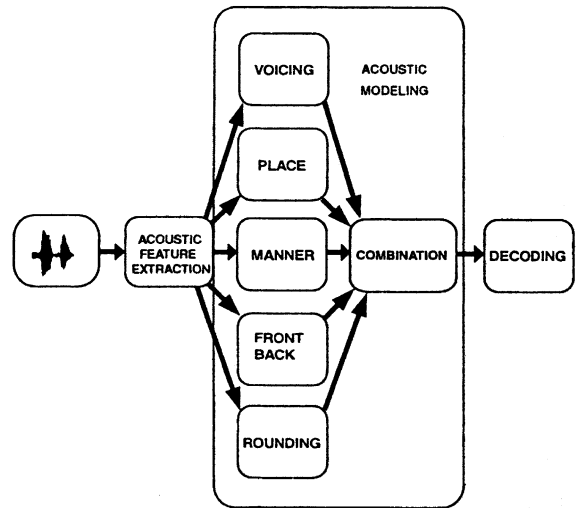 VOICING
ACOUSTIC
MODELING
PLACE
ACOUSTIC
FEATURE
EXTRACTION
MANNER
COMBINATION
DECODING
FRONT
BACK
ROUNDING